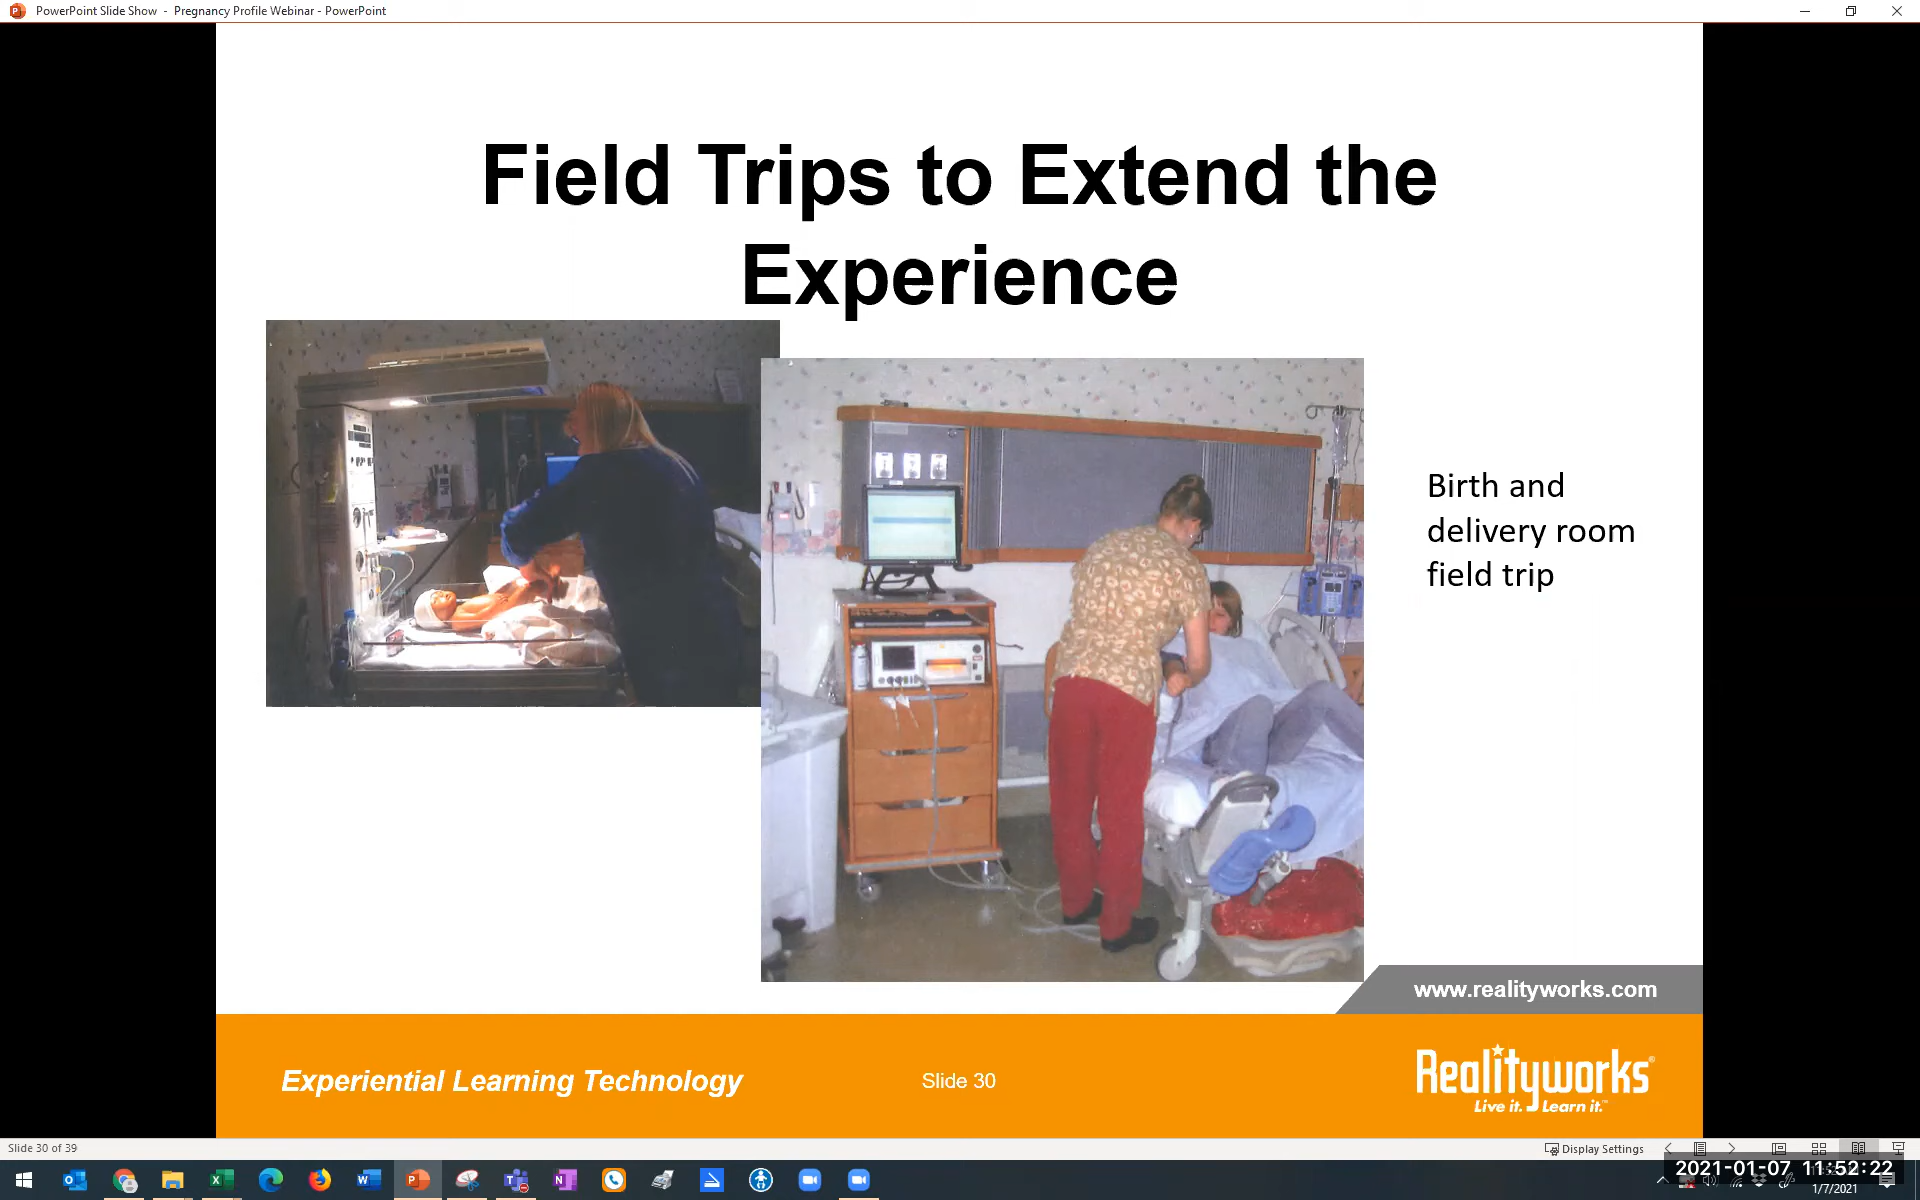 PowerPoint Slide Show - Pregnancy Profile Webinar - PowerPoint
Field Trips to Extend the
Experience
Birth and
delivery room
field trip
www.realityworks.com
Experiential Learning Technology
Slide 30
Realityworks®
Live it. Learn it.™
Slide 30 of 39
Display Settings
2021-01-07 11:52:22
1/7/2021